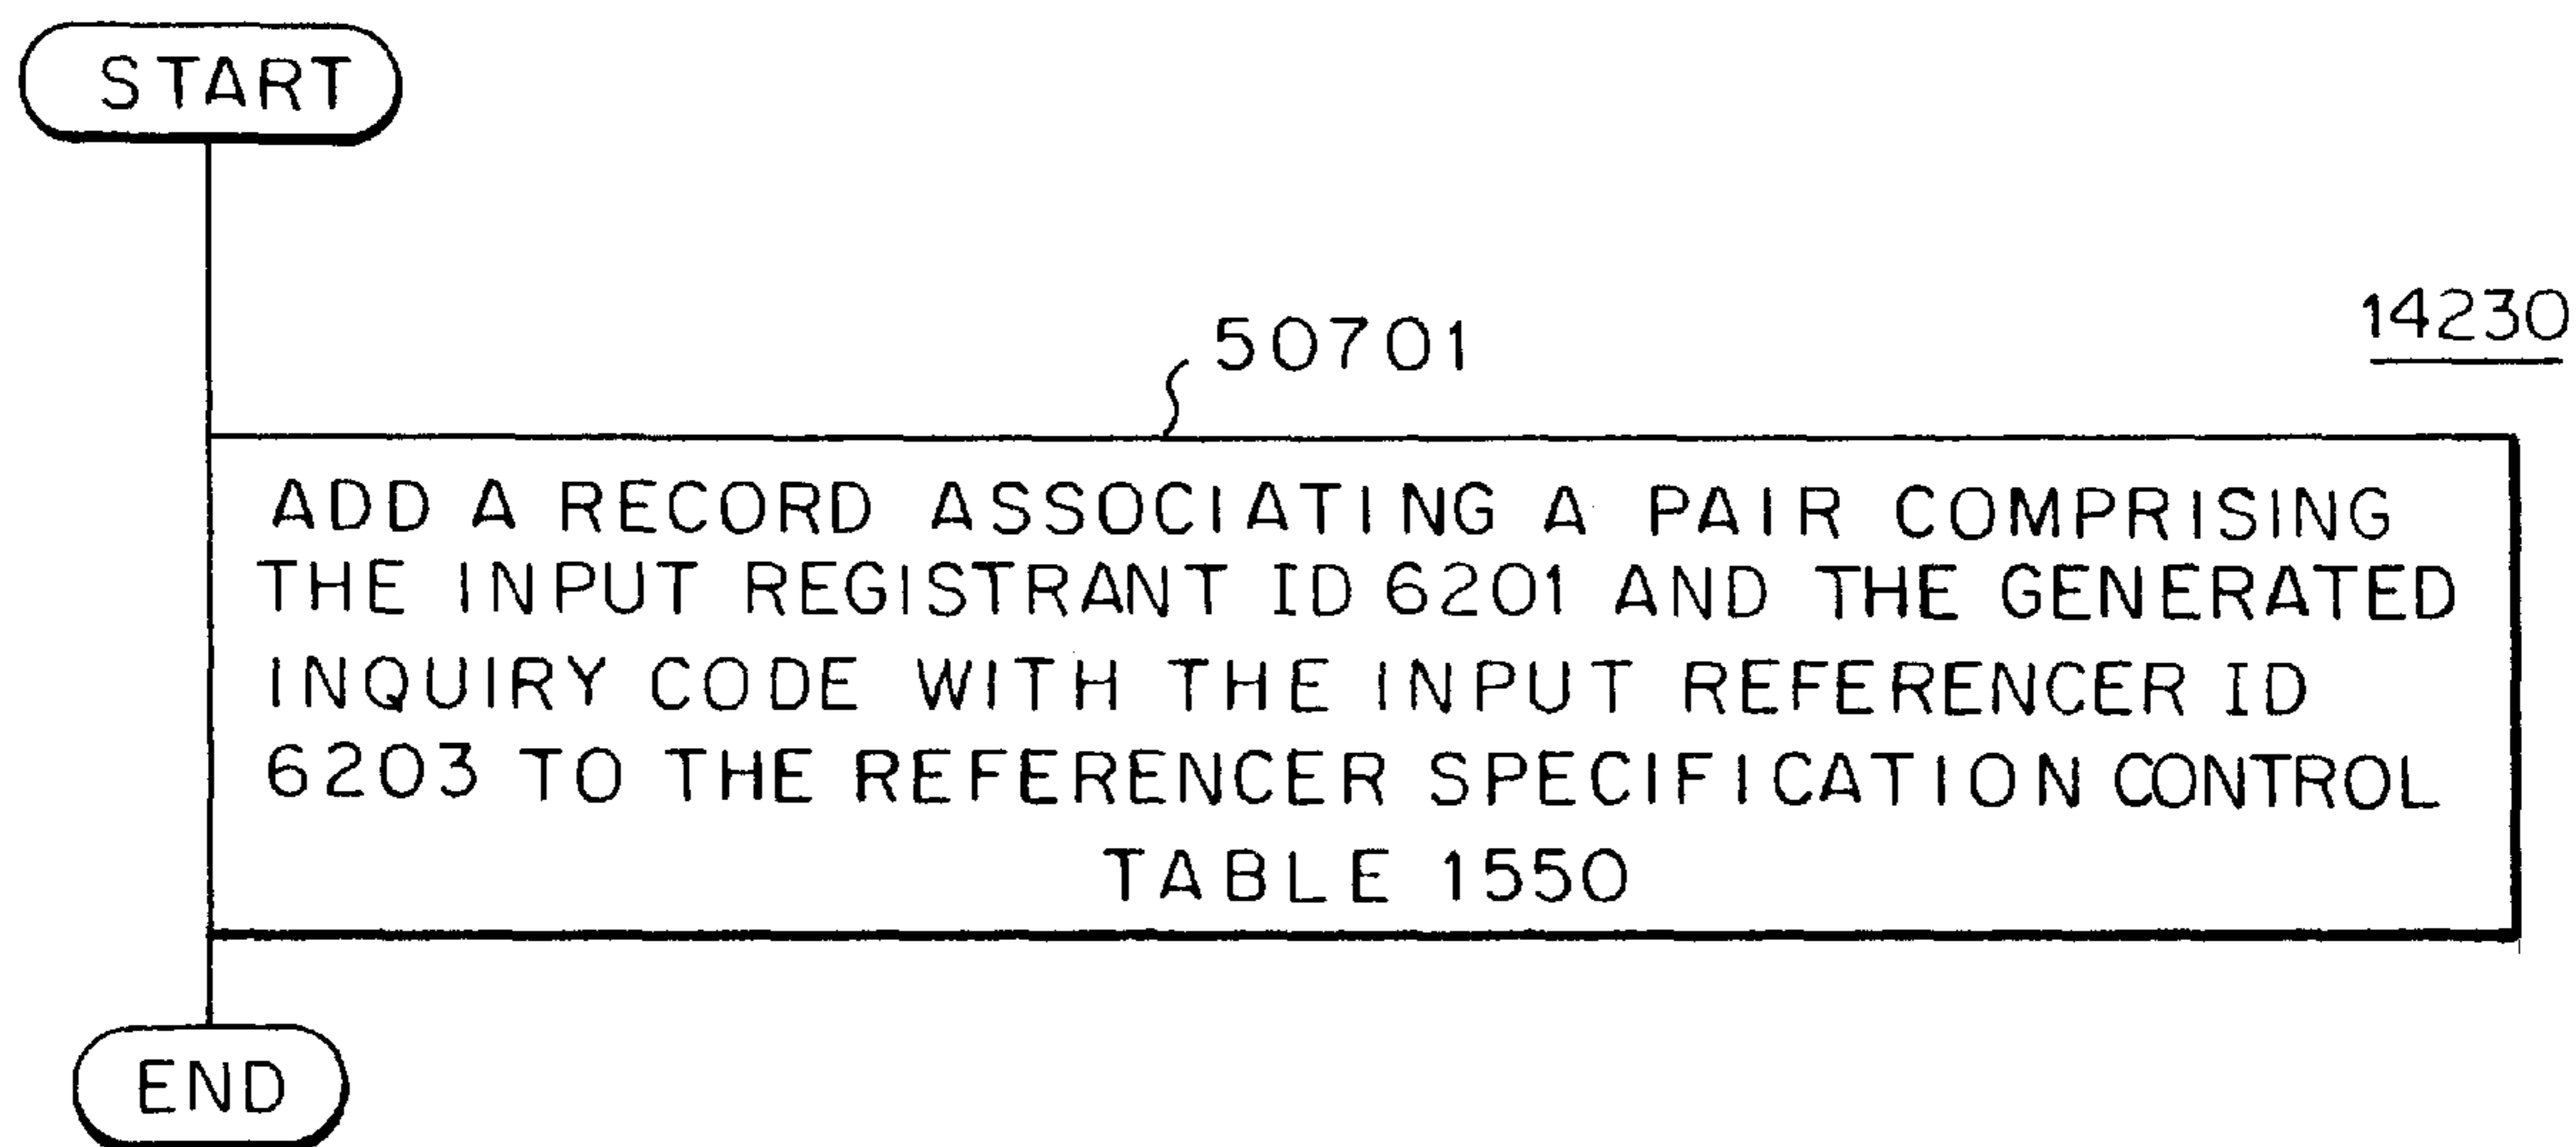 START
14230
50701
ADD A RECORD ASSOCIATING A PAIR COMPRISING
THE INPUT REGISTRANT ID 6201 AND THE GENERATED
INQUIRY CODE WITH THE INPUT REFERENCER ID
6203 TO THE REFERENCER SPECIFICATION CONTROL
TABLE 1550
END